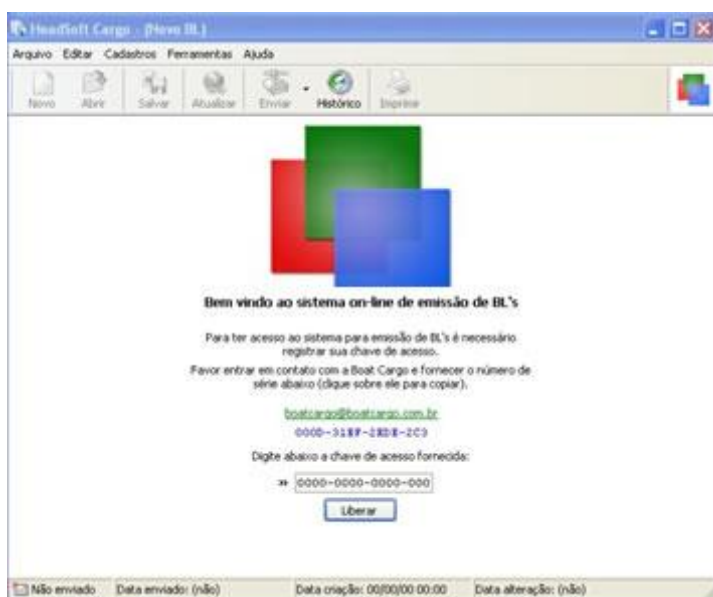 HeadSoft Cargo - [Novo BL]
Arquivo Editar Cadastros Ferramentas Ajuda
Novo Abrir Salvar Atualizar Enviar Histórico Imprimir
Bem vindo ao sistema on-line de emissão de BL's
Para ter acesso ao sistema para emissão de BL's é necessário
registrar sua chave de acesso.
Favor entrar em contato com a Boat Cargo e fornecer o número de
série abaixo (clique sobre ele para copiar).
boatcargo@boatcargo.com.br
Digite abaixo a chave de acesso fornecida:
» 0000-0000-0000-000
Liberar
Não enviado Data enviado: (não) Data criação: 00/00/00 00:00 Data alteração: (não)